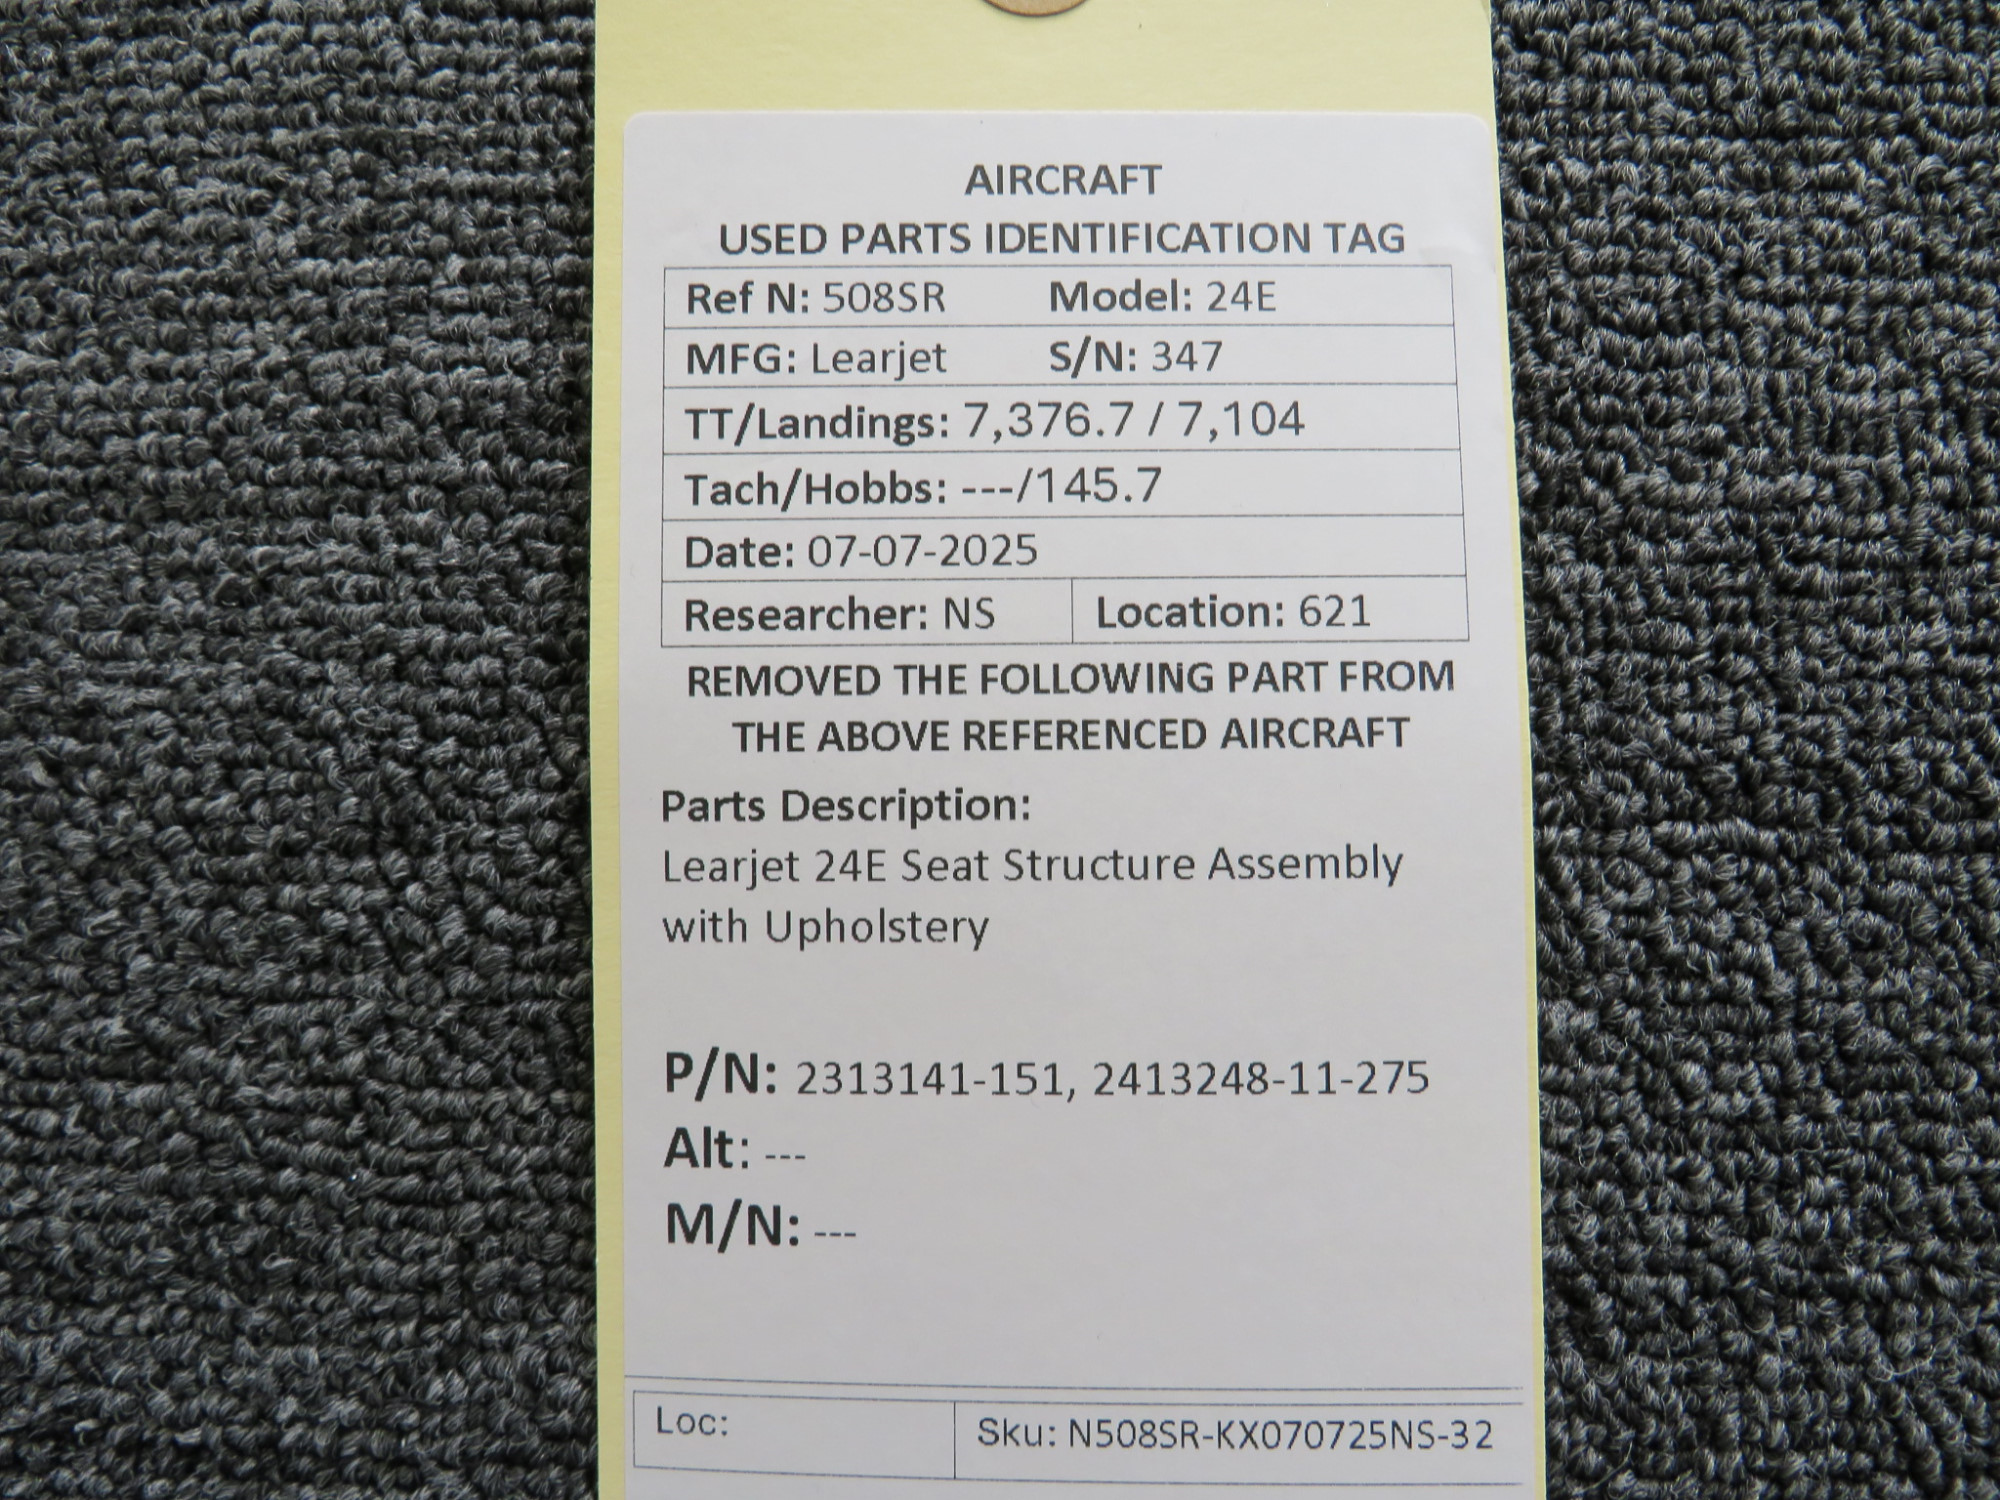 AIRCRAFT
USED PARTS IDENTIFICATION TAG
Ref N: 508SR Model: 24E
MFG: Learjet S/N: 347
TT/Landings: 7,376.7 / 7,104
Tach/Hobbs: ---/145.7
Date: 07-07-2025
Researcher: NS Location: 621
REMOVED THE FOLLOWING PART FROM
THE ABOVE REFERENCED AIRCRAFT
Parts Description:
Learjet 24E Seat Structure Assembly
with Upholstery
P/N: 2313141-151, 2413248-11-275
Alt: ---
M/N: ---
Loc: Sku: N508SR-KX070725NS-32